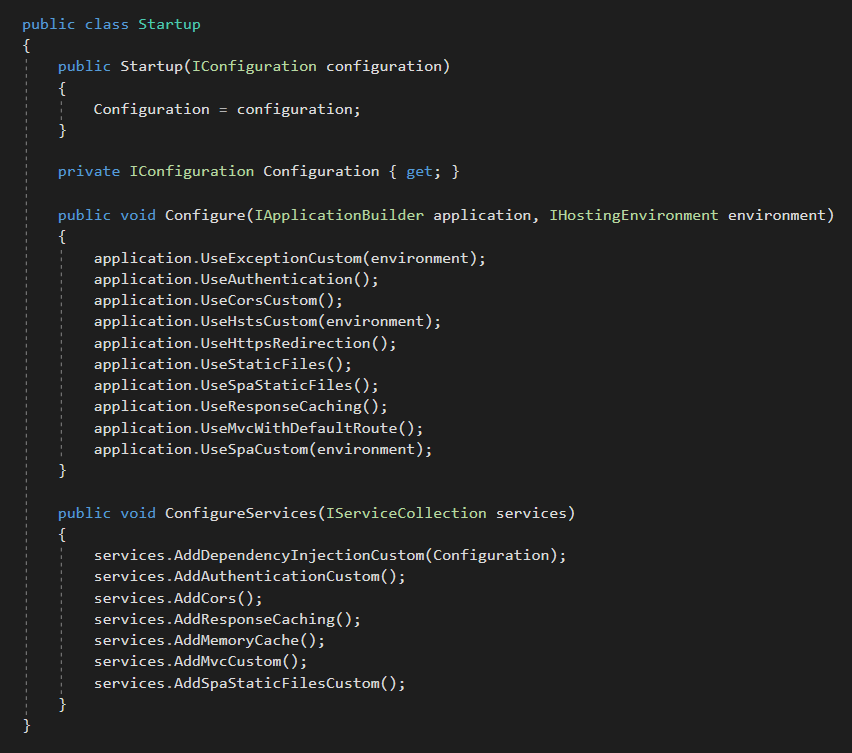 public class Startup
{
public Startup(IConfiguration configuration)
{
Configuration = configuration;
}
private IConfiguration Configuration { get; }
public void Configure(IApplicationBuilder application, IHostingEnvironment environment)
{
application.UseExceptionCustom(environment);
application.UseAuthentication();
application.UseCorsCustom();
application.UseHstsCustom(environment);
application.UseHttpsRedirection();
application.UseStaticFiles();
application.UseSpaStaticFiles();
application.UseResponseCaching();
application.UseMvcWithDefaultRoute();
application.UseSpaCustom(environment);
}
public void ConfigureServices(IServiceCollection services)
{
services.AddDependencyInjectionCustom(Configuration);
services.AddAuthenticationCustom();
services.AddCors();
services.AddResponseCaching();
services.AddMemoryCache();
services.AddMvcCustom();
services.AddSpaStaticFilesCustom();
}
}